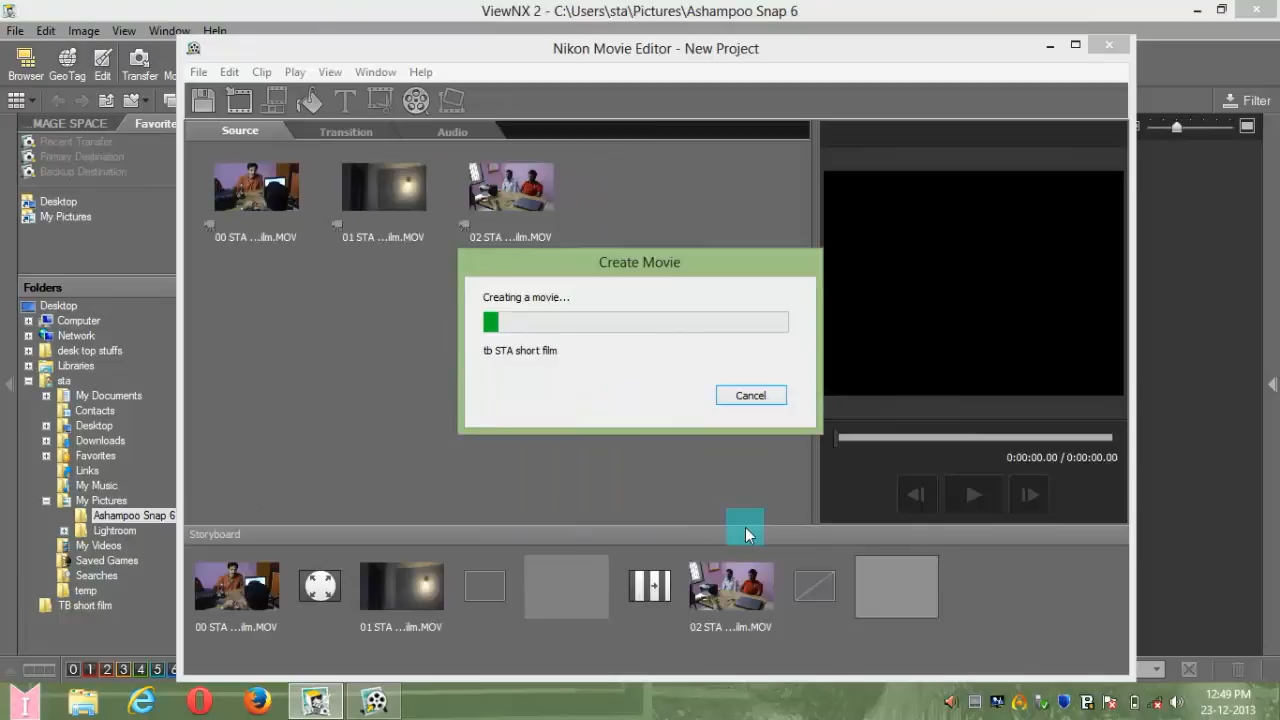 ViewNX 2 - C:\Users\sta\Pictures\Ashampoo Snap 6
File Edit Image View Window Help
Nikon Movie Editor - New Project
Browser GeoTag Edit Transfer
File Edit Clip Play View Window Help
Filter
MAGE SPACE Favorite
Source Transition Audio
Recent Transfer
Primary Destination
Backup Destination
Desktop
My Pictures
00 STA ...ilm.MOV 01 STA ...ilm.MOV 02 STA ...ilm.MOV
Create Movie
Creating a movie...
tb STA short film
Cancel
Folders
Desktop
Computer
Network
desk top stuffs
Libraries
sta
My Documents
Contacts
Desktop
Downloads
Favorites
Links
My Music
My Pictures
Ashampoo Snap 6
Lightroom
My Videos
Saved Games
Searches
temp
TB short film
0:00:00.00 / 0:00:00.00
Storyboard
00 STA ...ilm.MOV 01 STA ...ilm.MOV 02 STA ...ilm.MOV
0 1 2 3 4 5 6
12:49 PM
23-12-2013